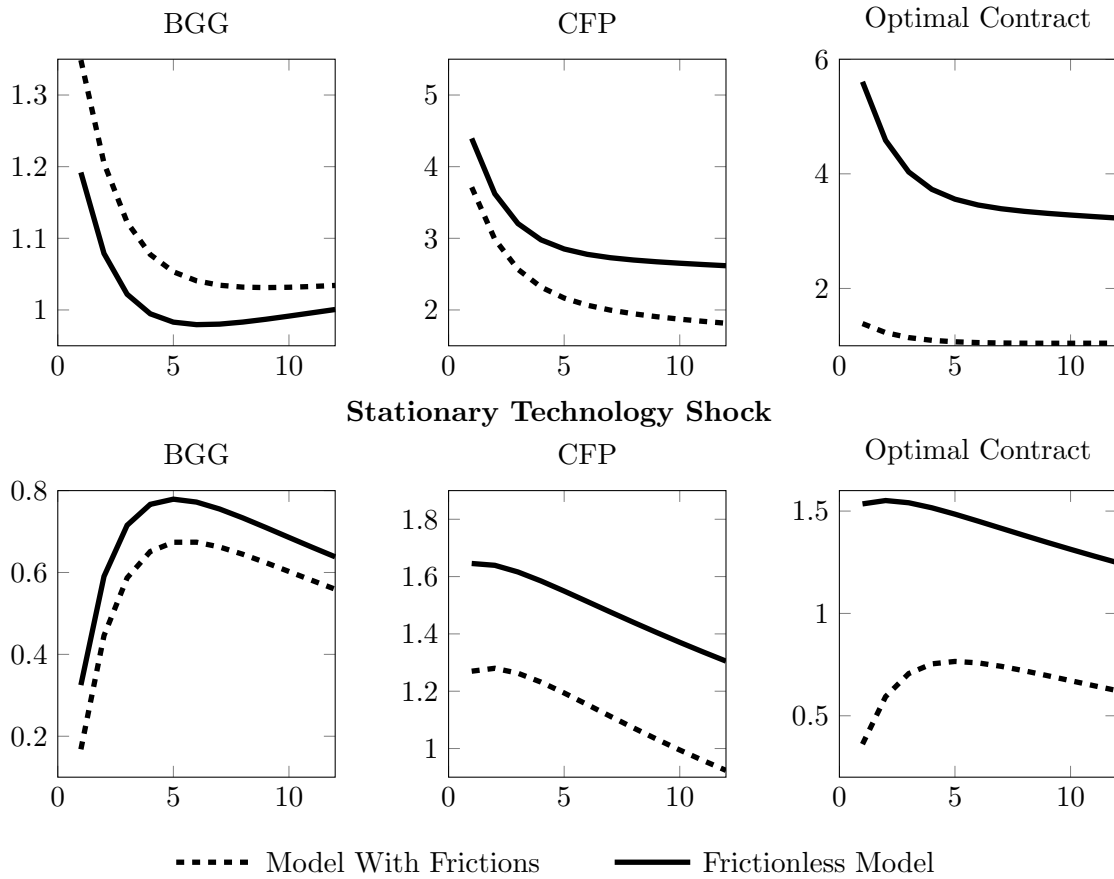 BGG CFP Optimal Contract
1.3 1.2 1.1 1
5 4 3 2
6 4 2
0 5 10 0 5 10 0 5 10
Stationary Technology Shock
BGG CFP Optimal Contract
0.8 0.6 0.4 0.2
1.8 1.6 1.4 1.2 1
1.5 1 0.5
0 5 10 0 5 10 0 5 10
Model With Frictions Frictionless Model